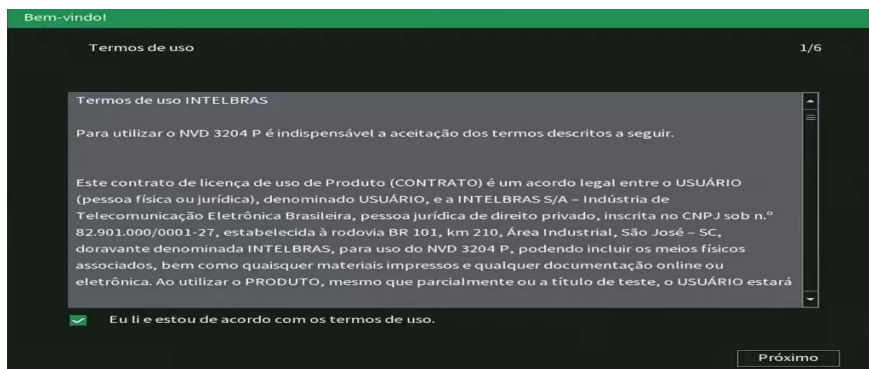 Bem-vindo!
Termos de uso 1/6
Termos de uso INTELBRAS
Para utilizar o NVD 3204 P é indispensável a aceitação dos termos descritos a seguir.
Este contrato de licença de uso de Produto (CONTRATO) é um acordo legal entre o USUÁRIO
(pessoa física ou jurídica), denominado USUÁRIO, e a INTELBRAS S/A – Indústria de
Telecomunicação Eletrônica Brasileira, pessoa jurídica de direito privado, inscrita no CNPJ sob n.º
82.901.000/0001-27, estabelecida à rodovia BR 101, km 210, Área Industrial, São José – SC,
doravante denominada INTELBRAS, para uso do NVD 3204 P, podendo incluir os meios físicos
associados, bem como quaisquer materiais impressos e qualquer documentação online ou
eletrônica. Ao utilizar o PRODUTO, mesmo que parcialmente ou a título de teste, o USUÁRIO estará
Eu li e estou de acordo com os termos de uso.
Próximo